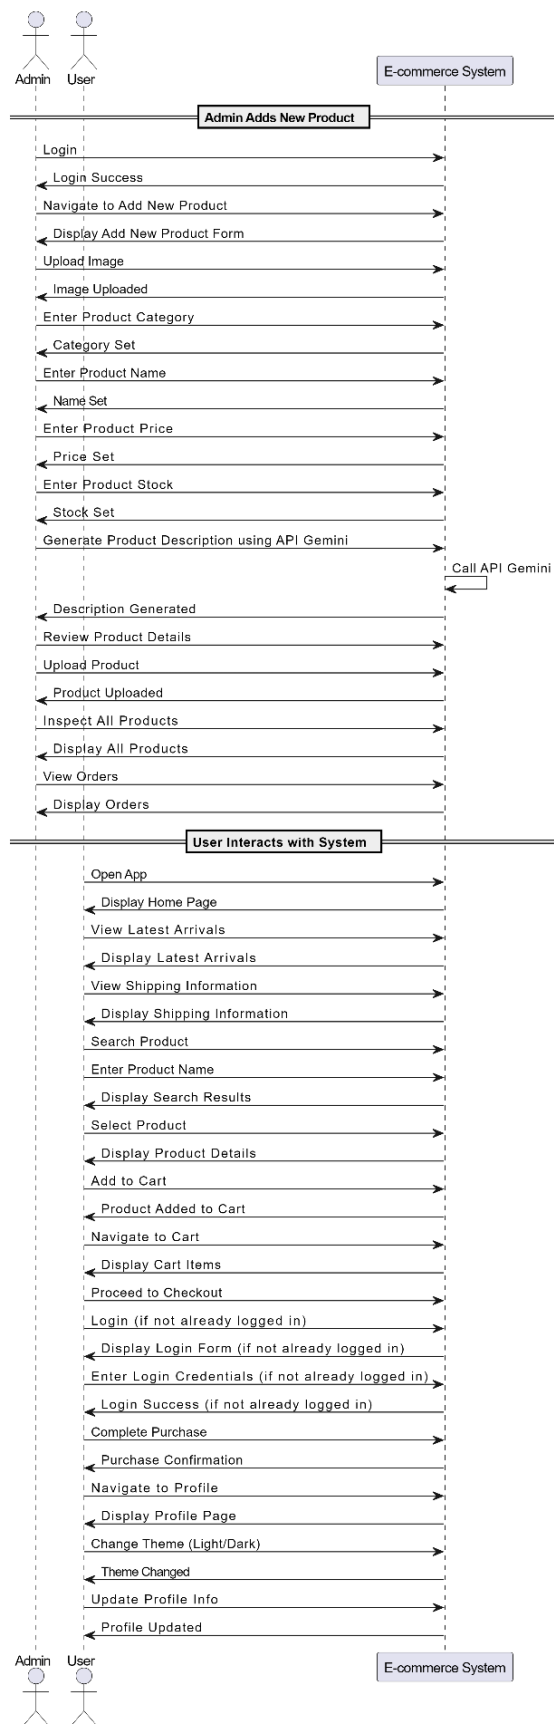 Admin User
E-commerce System
Admin Adds New Product
Login
Login Success
Navigate to Add New Product
Display Add New Product Form
Upload Image
Image Uploaded
Enter Product Category
Category Set
Enter Product Name
Name Set
Enter Product Price
Price Set
Enter Product Stock
Stock Set
Generate Product Description using API Gemini
Call API Gemini
Description Generated
Review Product Details
Upload Product
Product Uploaded
Inspect All Products
Display All Products
View Orders
Display Orders
User Interacts with System
Open App
Display Home Page
View Latest Arrivals
Display Latest Arrivals
View Shipping Information
Display Shipping Information
Search Product
Enter Product Name
Display Search Results
Select Product
Display Product Details
Add to Cart
Product Added to Cart
Navigate to Cart
Display Cart Items
Proceed to Checkout
Login (if not already logged in)
Display Login Form (if not already logged in)
Enter Login Credentials (if not already logged in)
Login Success (if not already logged in)
Complete Purchase
Purchase Confirmation
Navigate to Profile
Display Profile Page
Change Theme (Light/Dark)
Theme Changed
Update Profile Info
Profile Updated
Admin User
E-commerce System